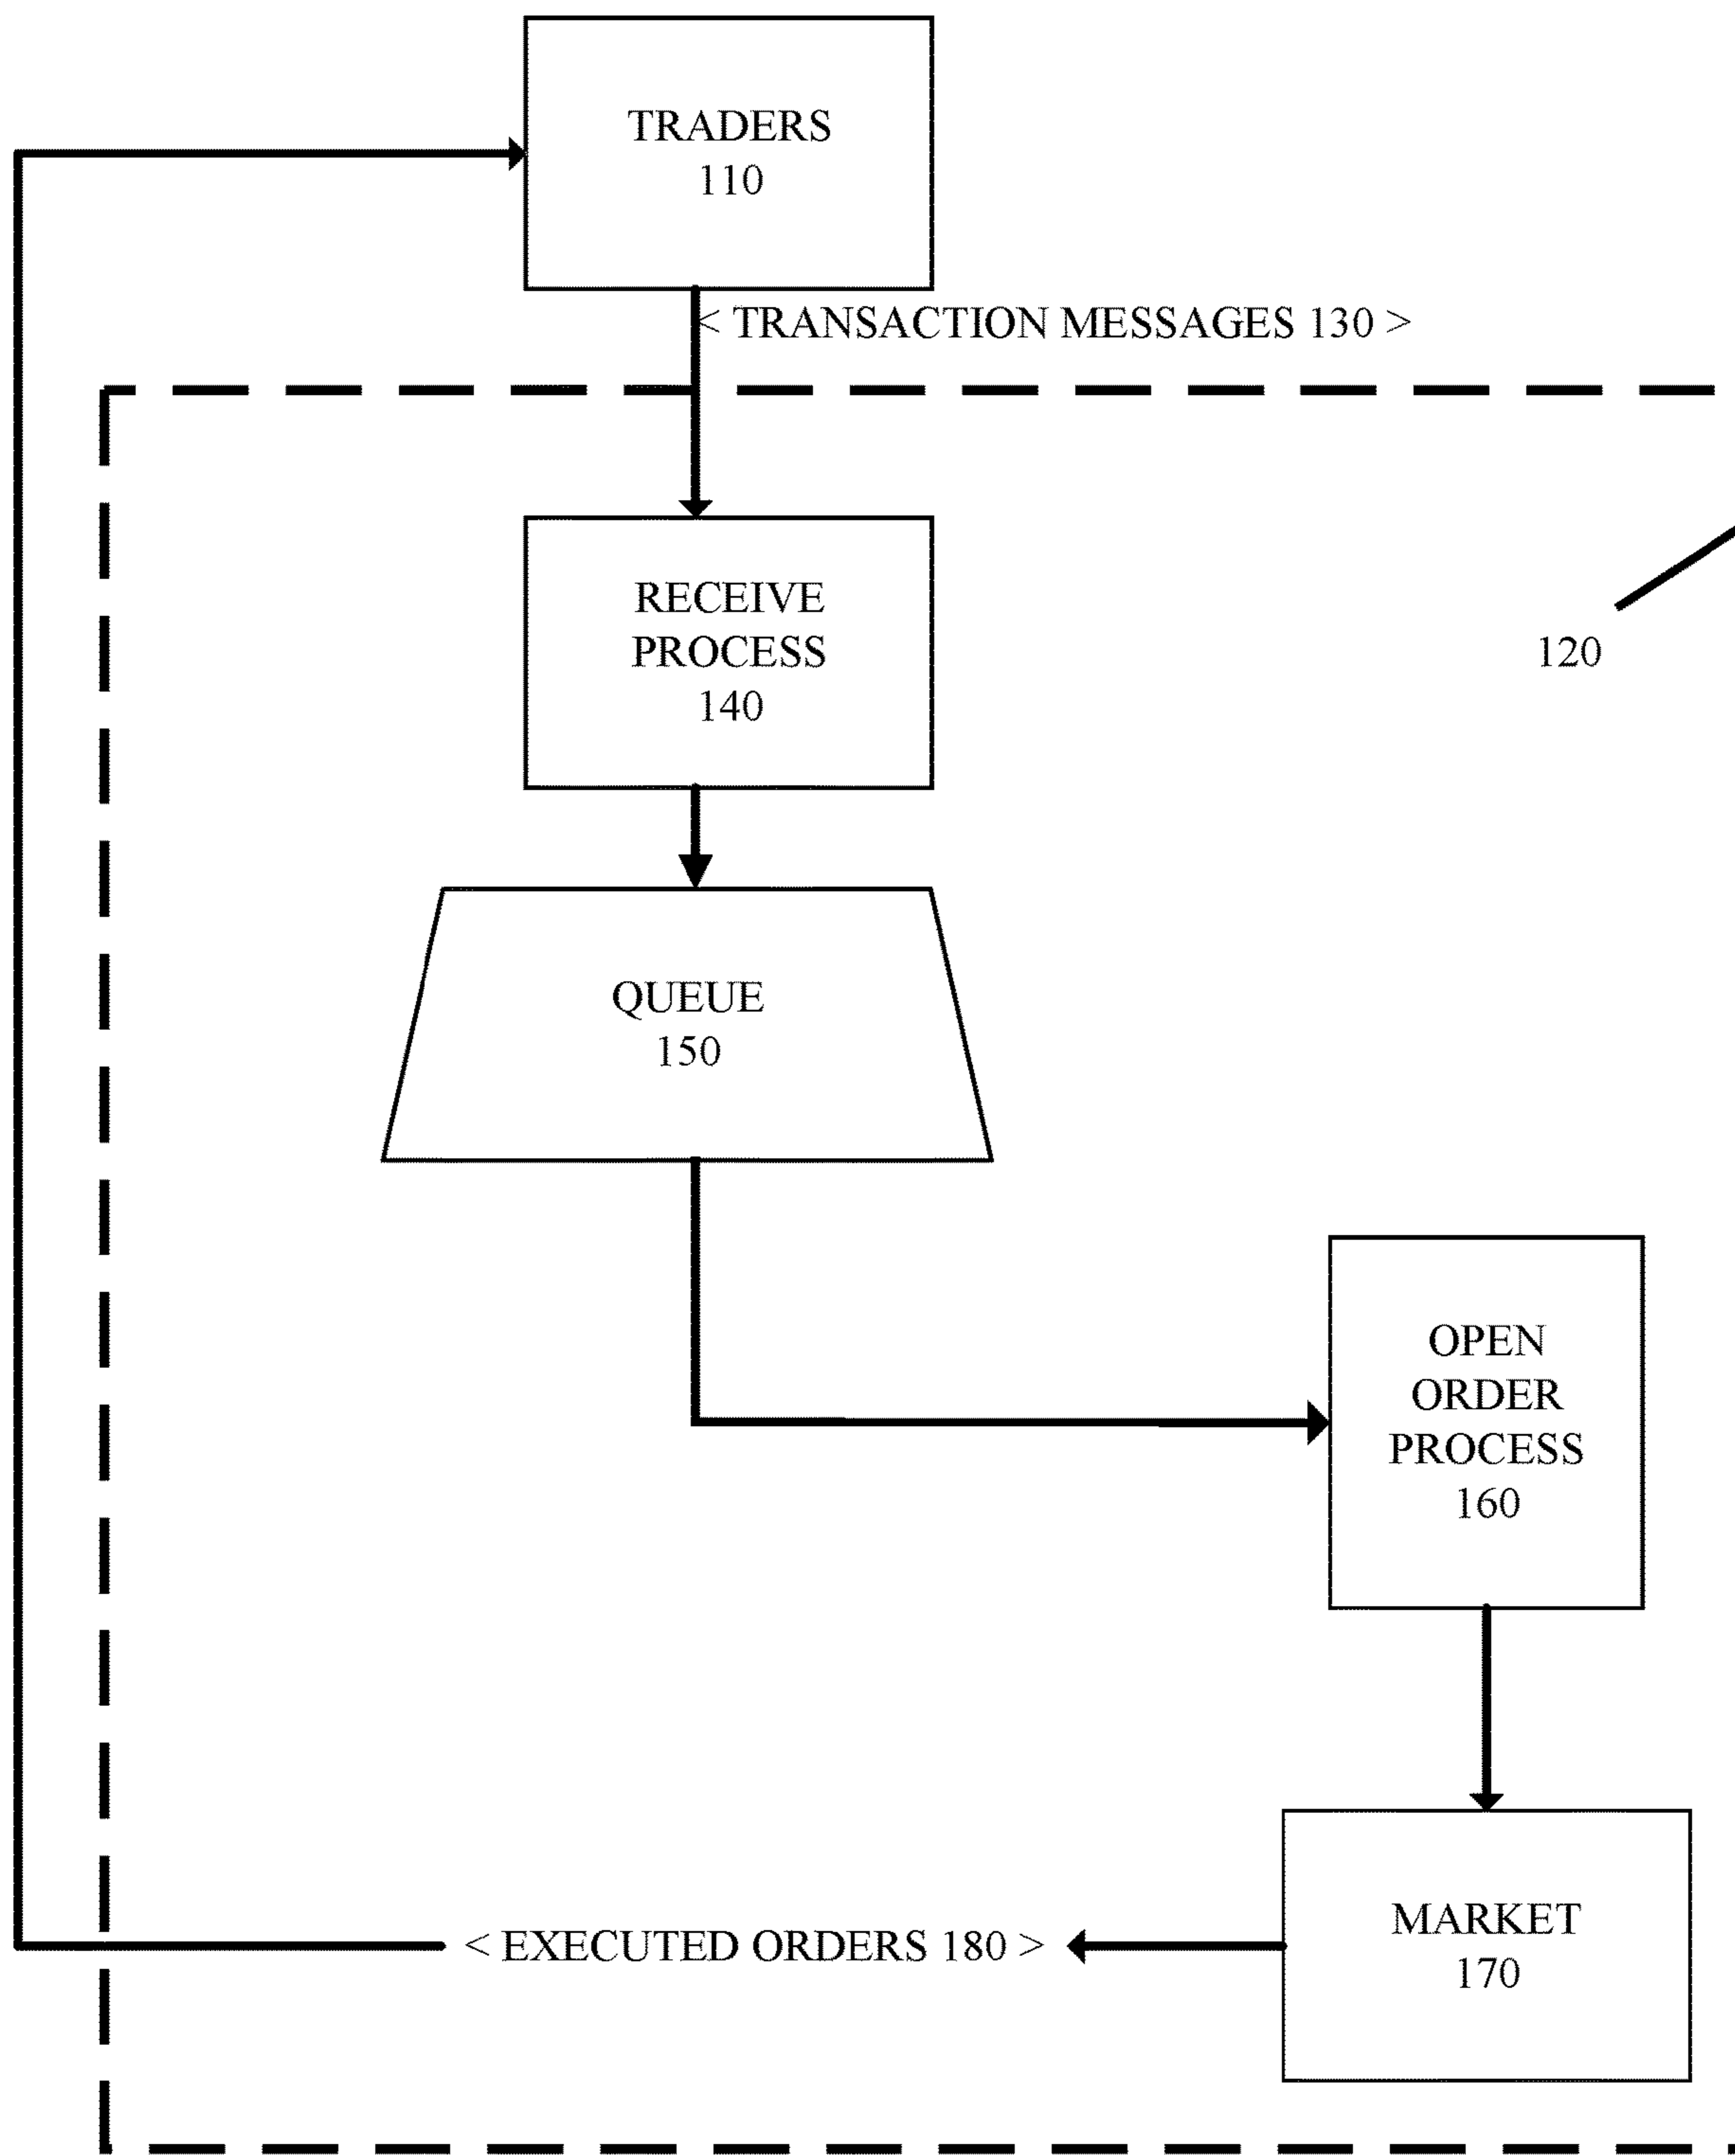 TRADERS
110
< TRANSACTION MESSAGES 130 >
RECEIVE
PROCESS
140
120
QUEUE
150
OPEN
ORDER
PROCESS
160
< EXECUTED ORDERS 180 >
MARKET
170